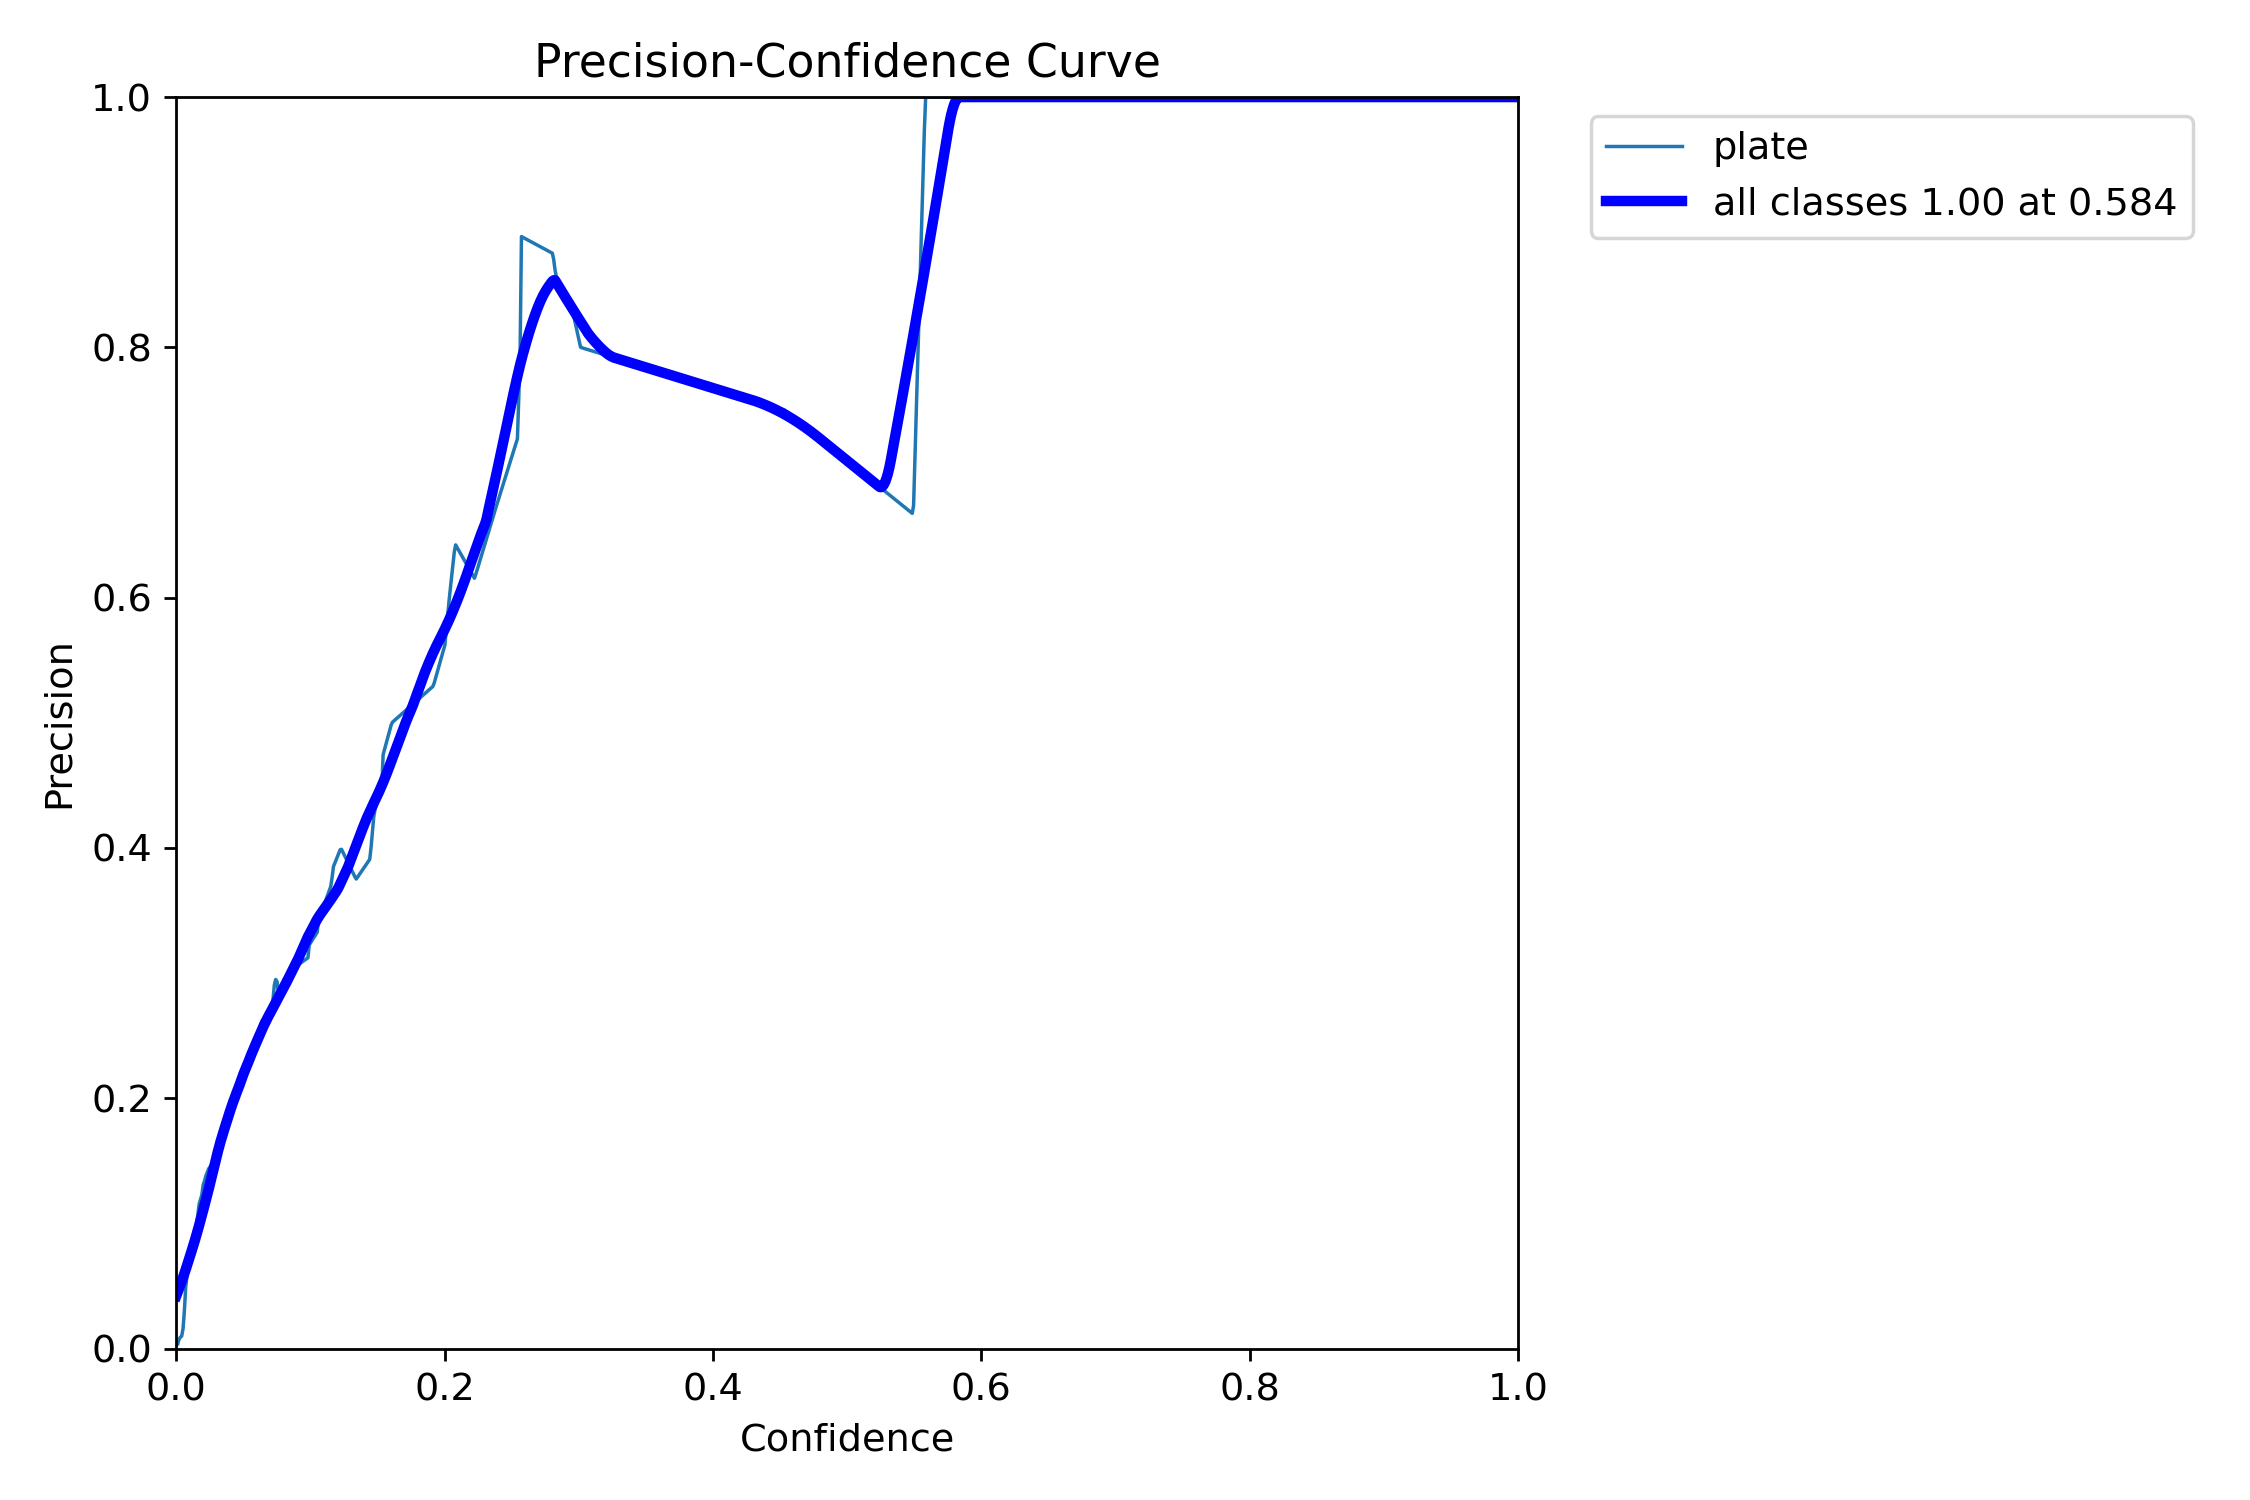 Precision-Confidence Curve
1.0
0.8
0.6
0.4
0.2
0.0
Precision
0.0 0.2 0.4 0.6 0.8 1.0
Confidence
plate
all classes 1.00 at 0.584